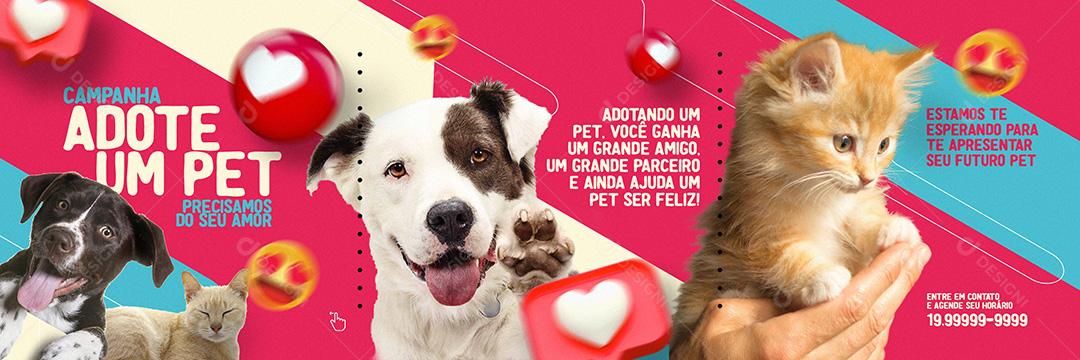 CAMPANHA
ADOTE
UM PET
PRECISAMOS
DO SEU AMOR
ADOTANDO UM
PET, VOCÊ GANHA
UM GRANDE AMIGO,
UM GRANDE PARCEIRO
E AINDA AJUDA UM
PET SER FELIZ!
ESTAMOS TE
ESPERANDO PARA
TE APRESENTAR
SEU FUTURO PET
ENTRE EM CONTATO
E AGENDE SEU HORÁRIO
19.99999-9999